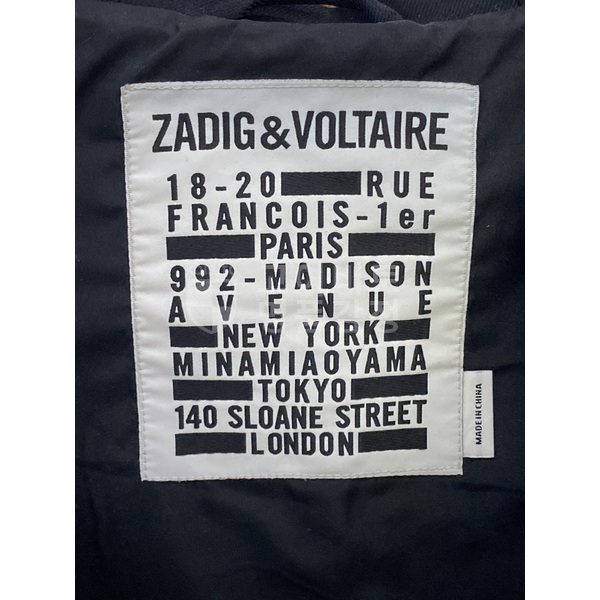 ZADIG&VOLTAIRE
18-20 RUE
FRANCOIS-1er
PARIS
992-MADISON
AVENUE
NEW YORK
MINAMIAOYAMA
TOKYO
140 SLOANE STREET
LONDON
MADE IN CHINA